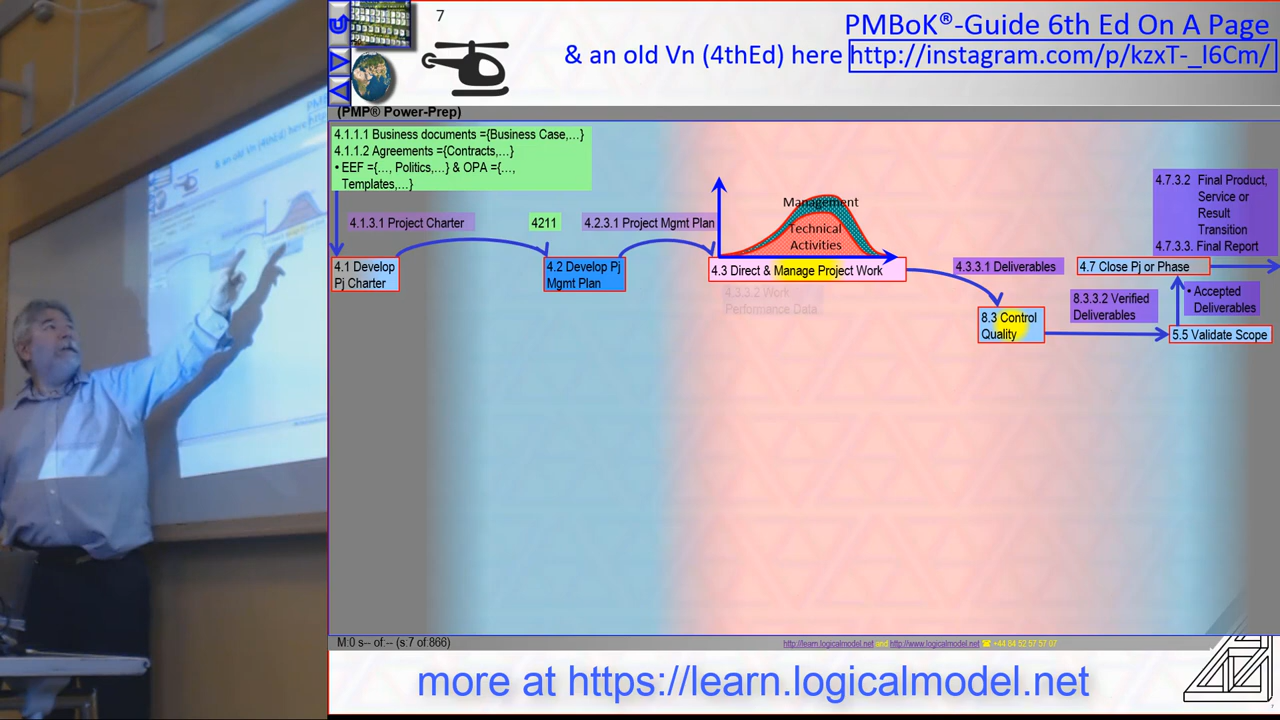 7
PMBoK®-Guide 6th Ed On A Page
& an old Vn (4thEd) here http://instagram.com/p/kzxT-_I6Cm/
(PMP® Power-Prep)
4.1.1.1 Business documents ={Business Case,…}
4.1.1.2 Agreements ={Contracts,…}
• EEF ={…, Politics,…} & OPA ={…,
Templates,…}
4.1.3.1 Project Charter
4211
4.2.3.1 Project Mgmt Plan
4.1 Develop
Pj Charter
4.2 Develop Pj
Mgmt Plan
Management
Technical
Activities
4.3 Direct & Manage Project Work
4.3.3.2 Work
Performance Data
4.3.3.1 Deliverables
8.3 Control
Quality
8.3.3.2 Verified
Deliverables
4.7.3.2 Final Product,
Service or
Result
Transition
4.7.3.3. Final Report
4.7 Close Pj or Phase
• Accepted
Deliverables
5.5 Validate Scope
M:0 s-- of:-- (s:7 of:866)
http://learn.logicalmodel.net and http://www.logicalmodel.net ☎ +44 84 52 57 57 07
more at https://learn.logicalmodel.net